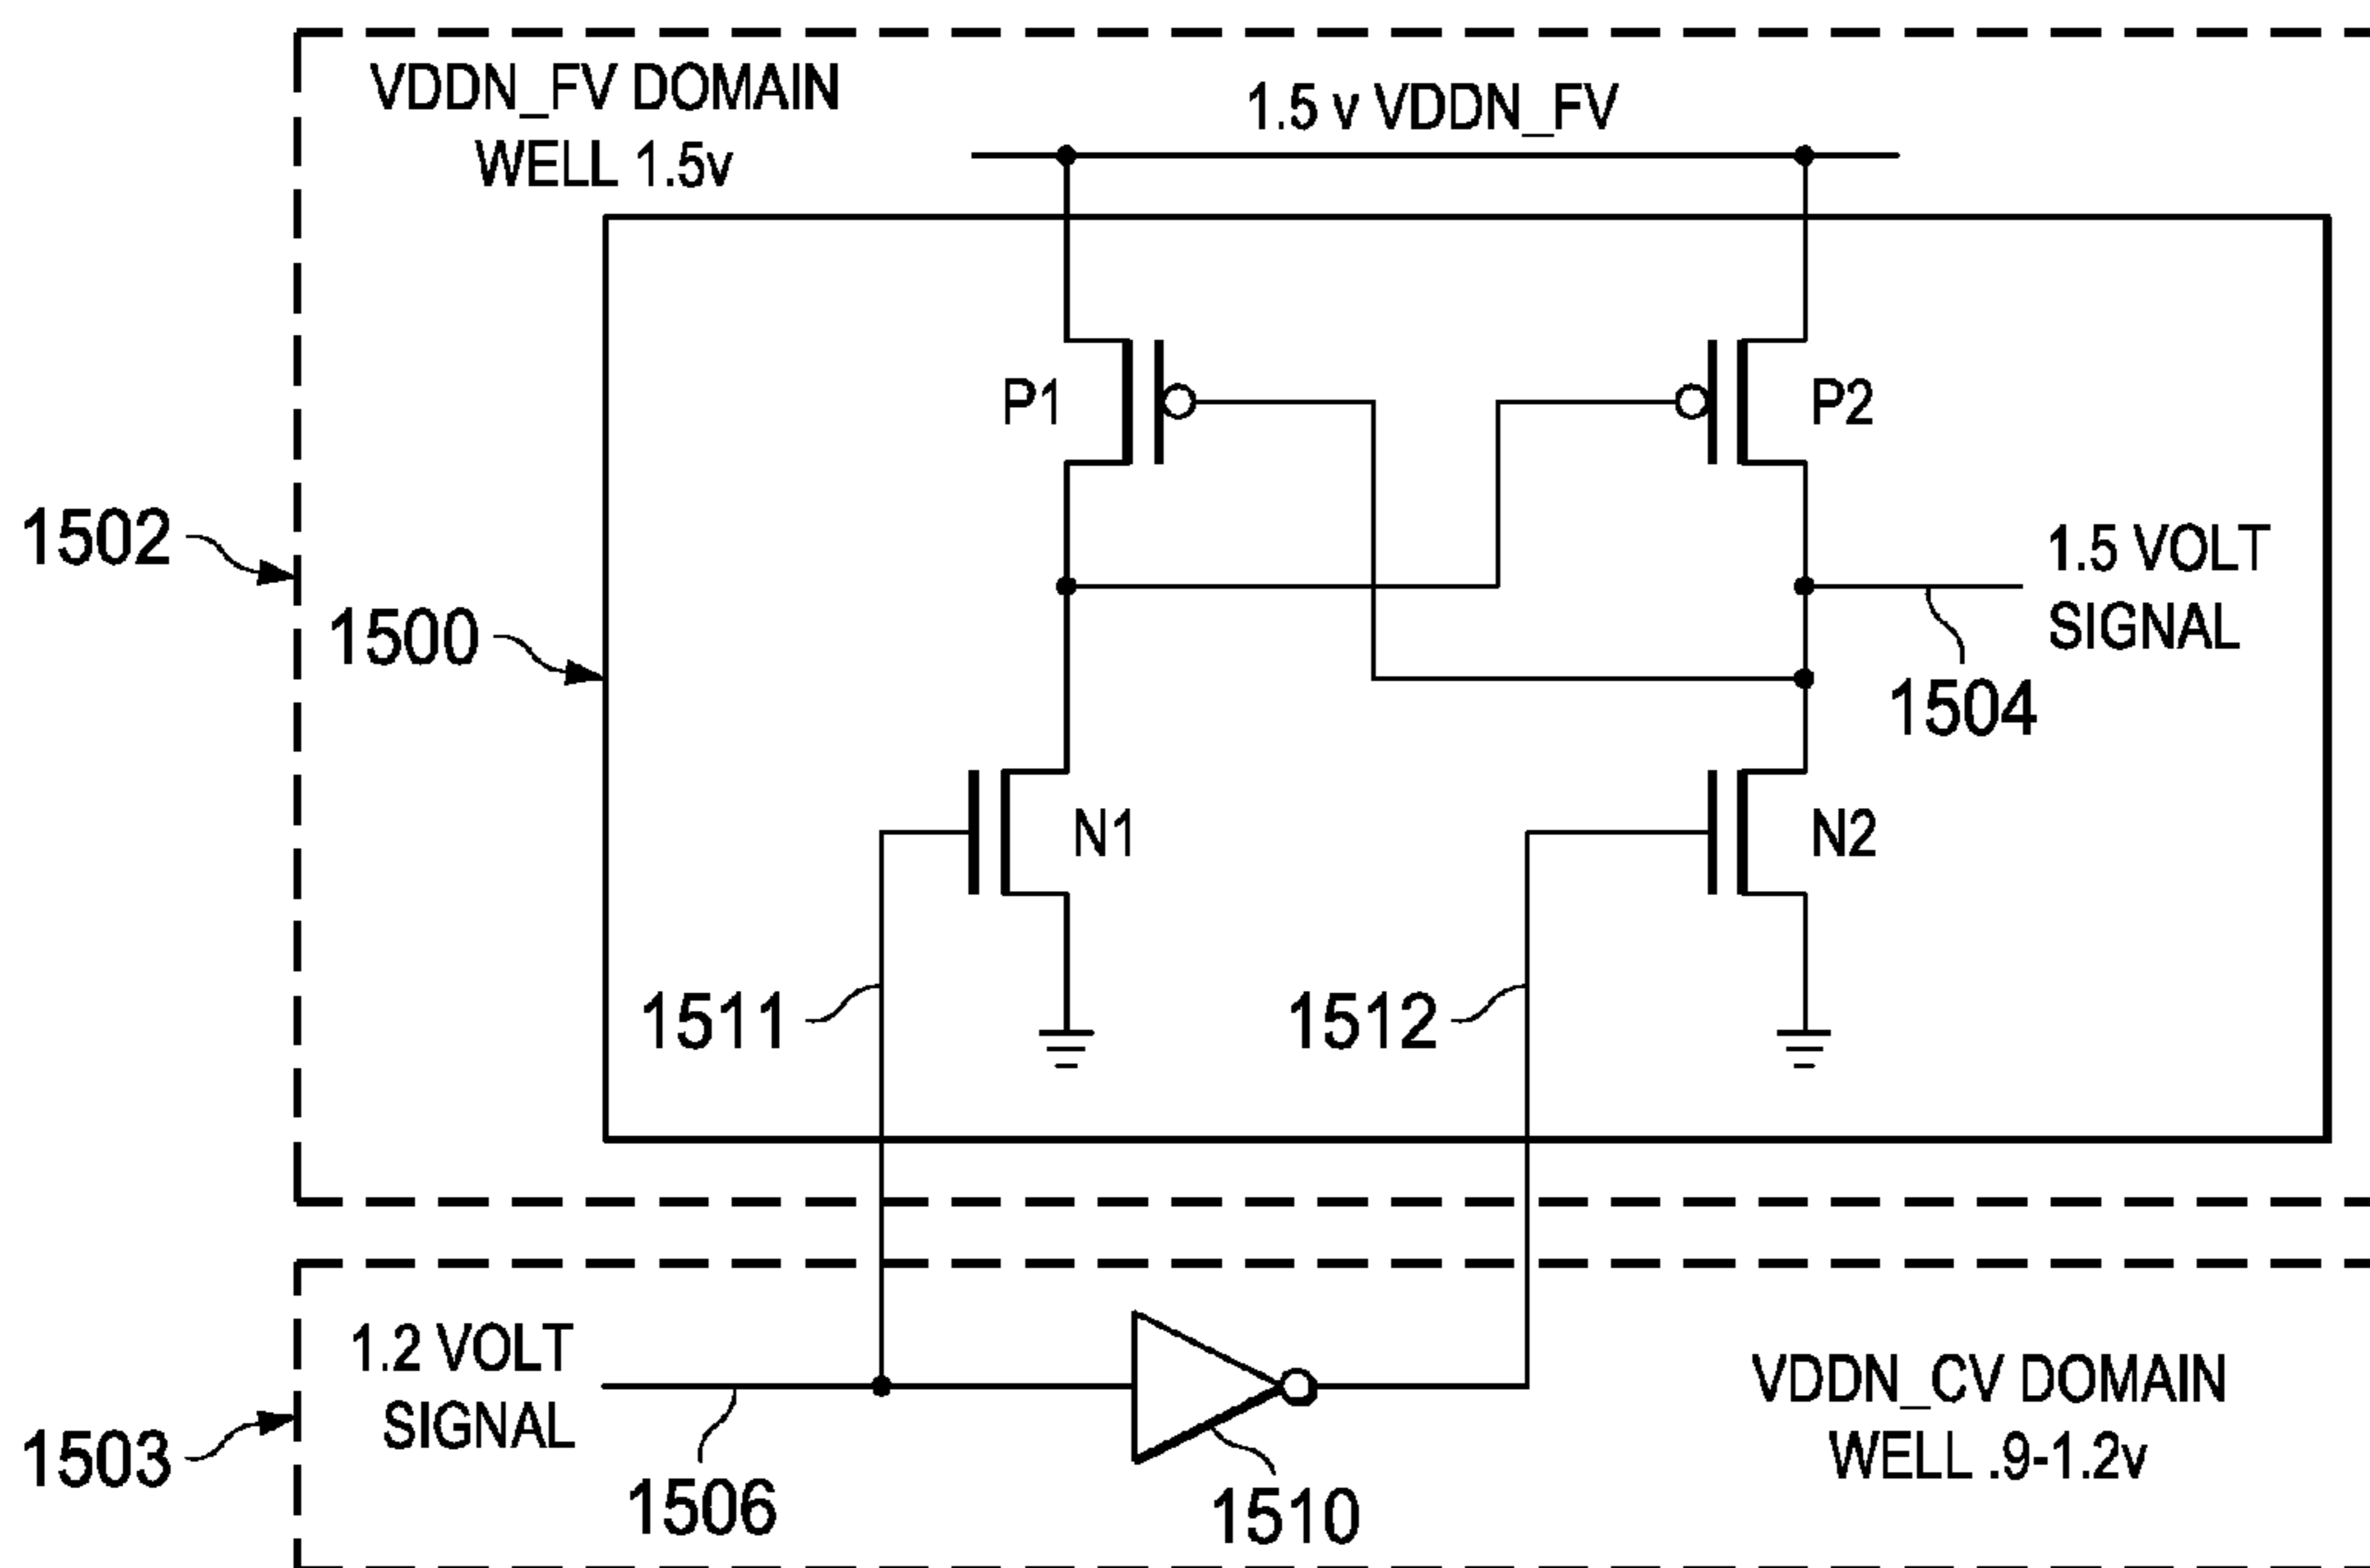 VDDN_FV DOMAIN
WELL 1.5v
1.5 v VDDN_FV
P1
P2
1502
1500
1.5 VOLT
SIGNAL
1504
N1
N2
1511
1512
1.2 VOLT
SIGNAL
VDDN_CV DOMAIN
WELL .9-1.2v
1503
1506
1510